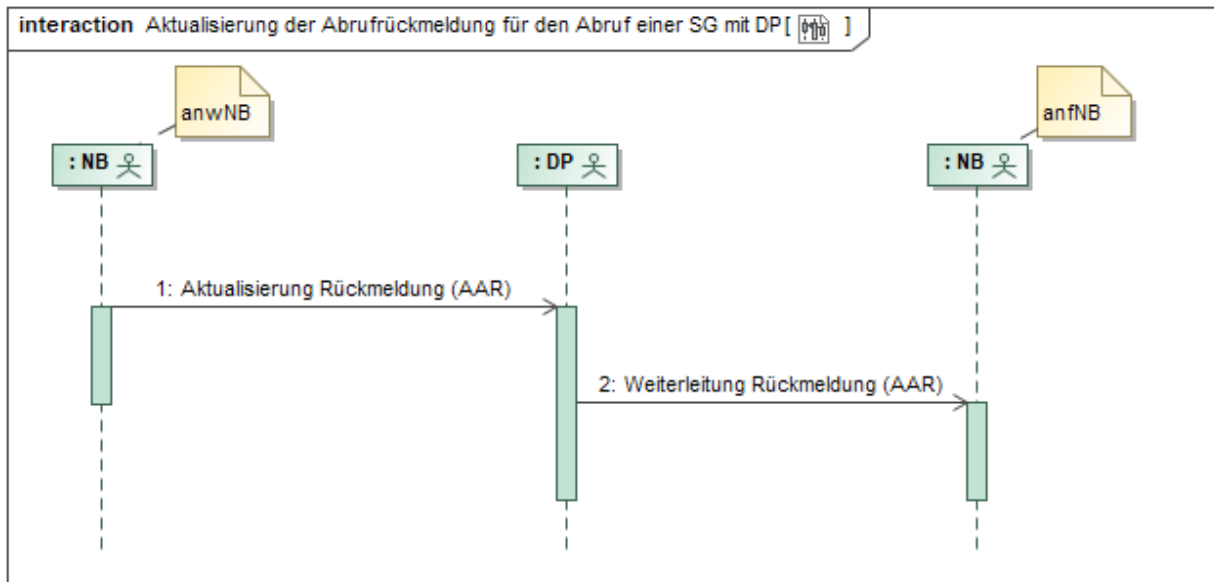 interaction Aktualisierung der Abrufrückmeldung für den Abruf einer SG mit DP[ ]
anwNB
anfNB
: NB
: DP
: NB
1: Aktualisierung Rückmeldung (AAR)
2: Weiterleitung Rückmeldung (AAR)